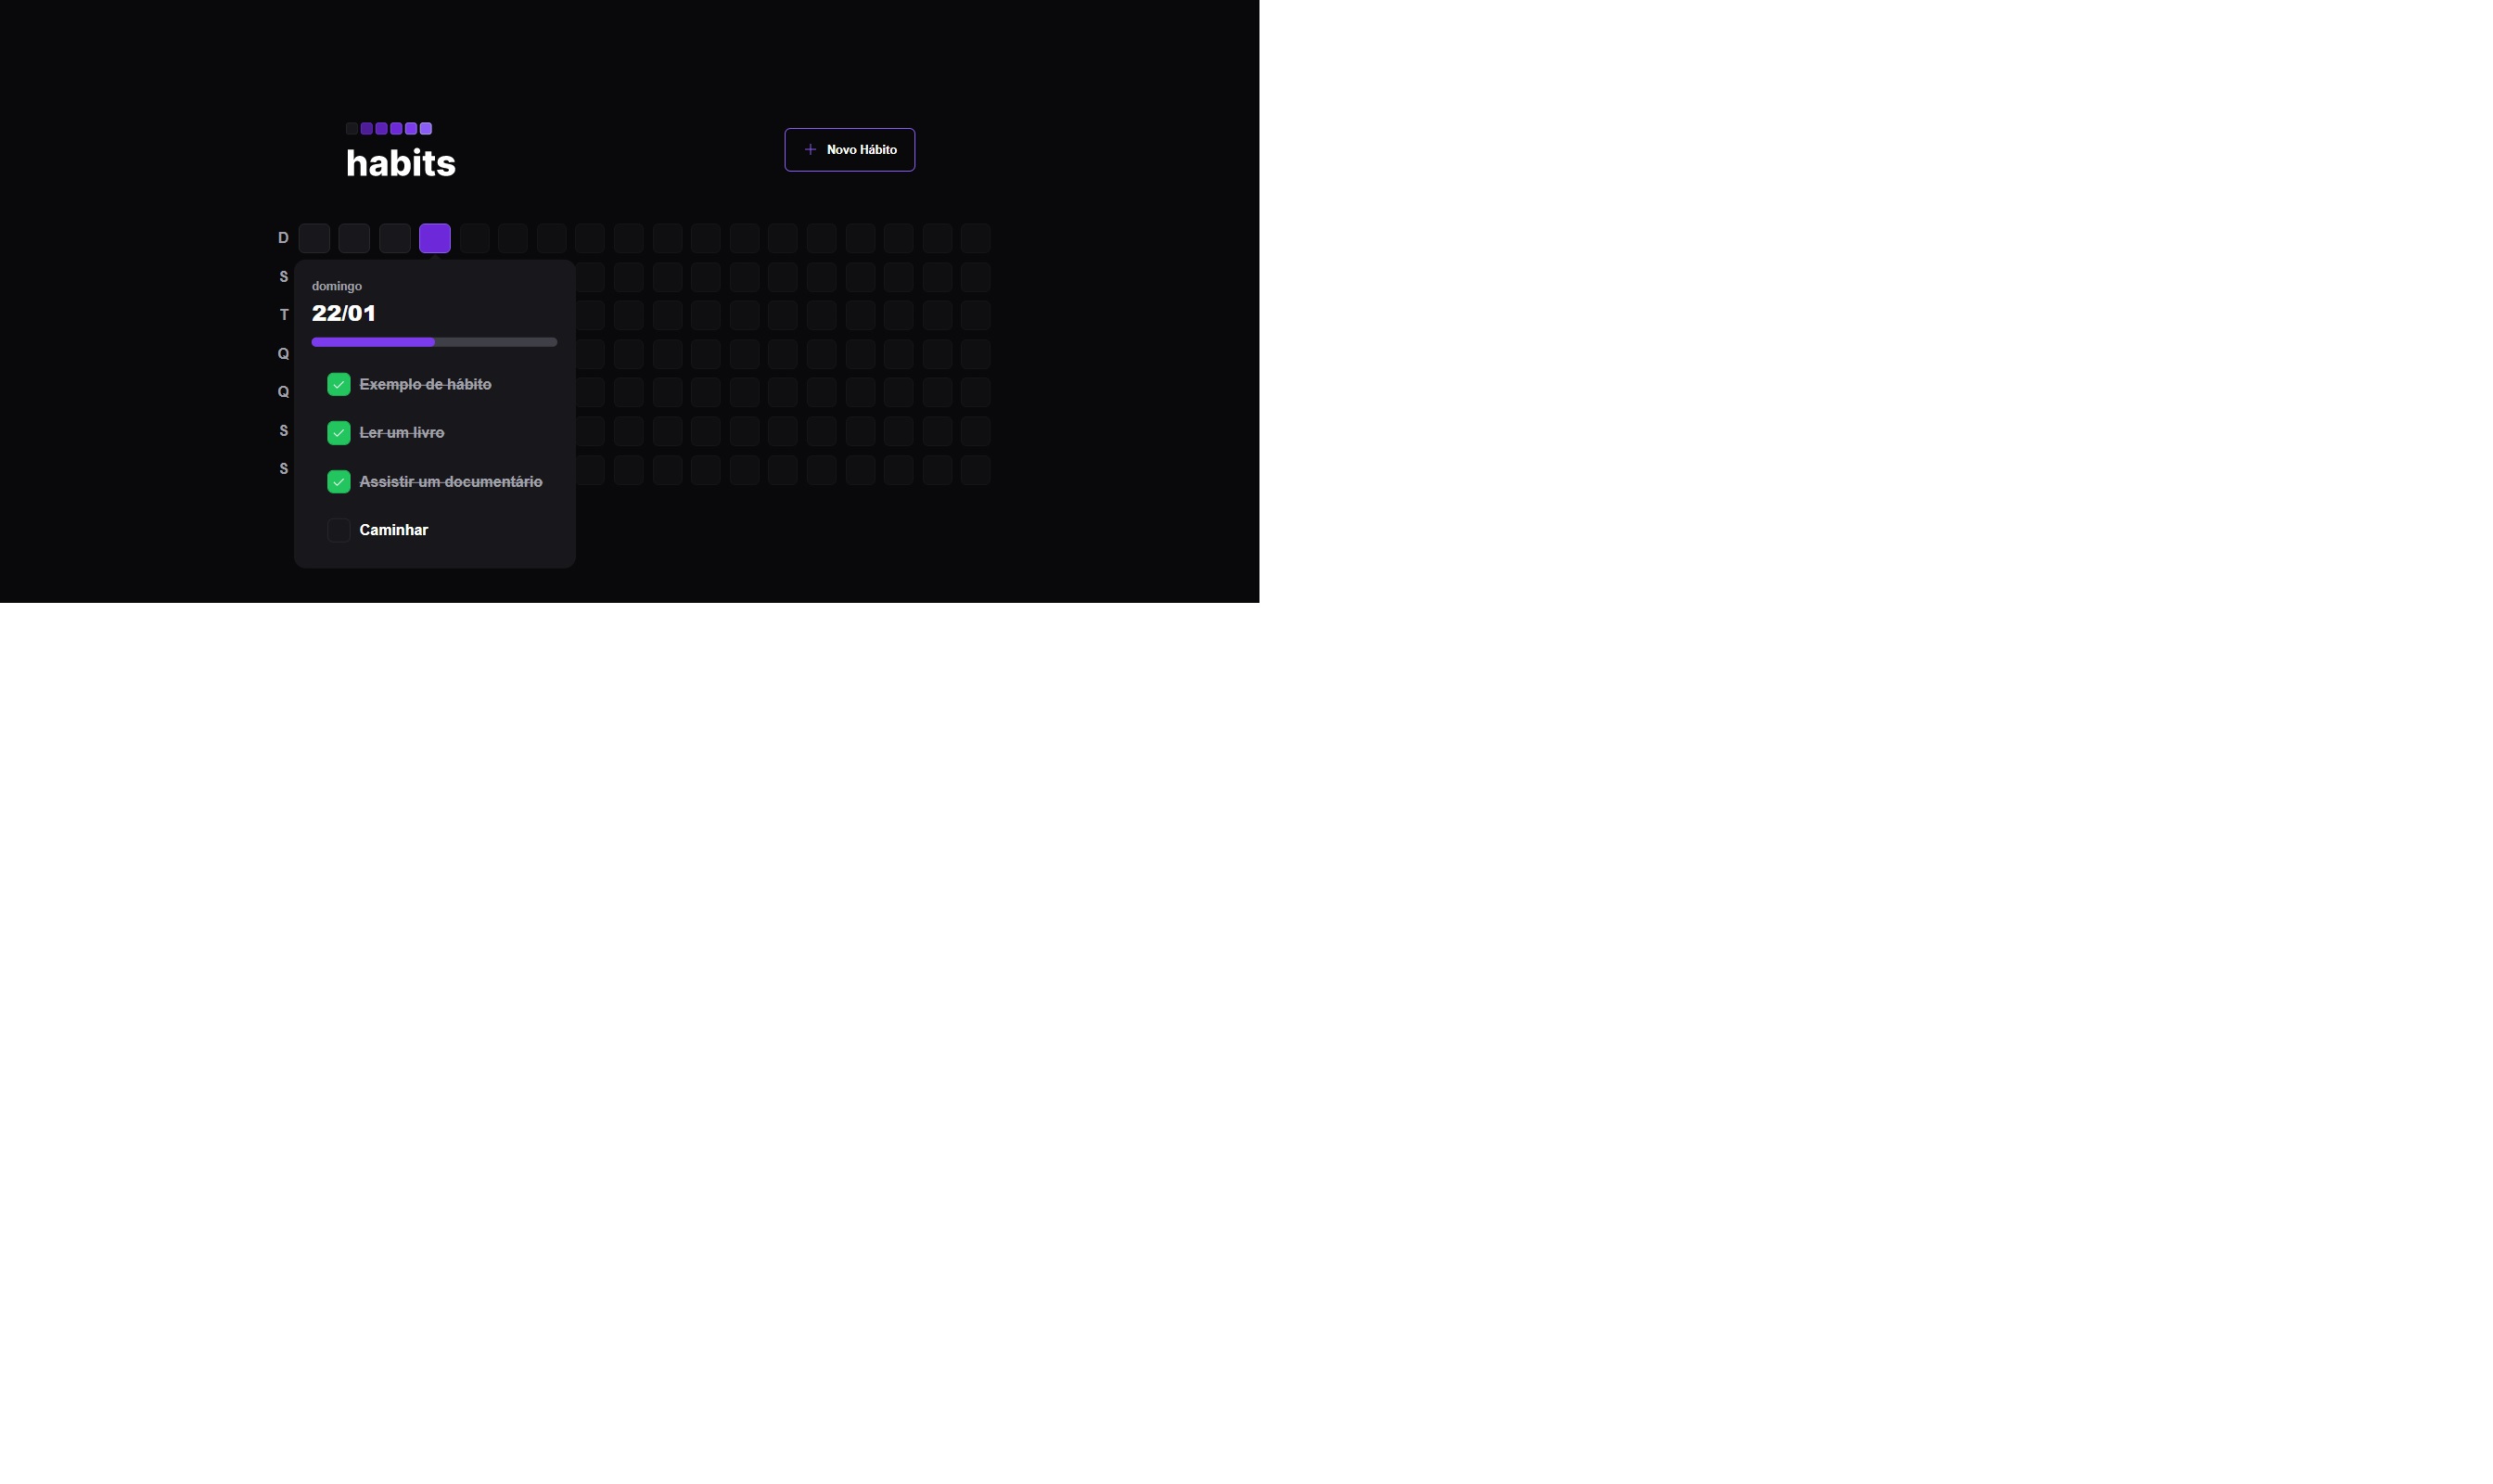 habits
Novo Hábito
D
S
T
Q
Q
S
S
domingo
22/01
Exemplo de hábito
Ler um livro
Assistir um documentário
Caminhar